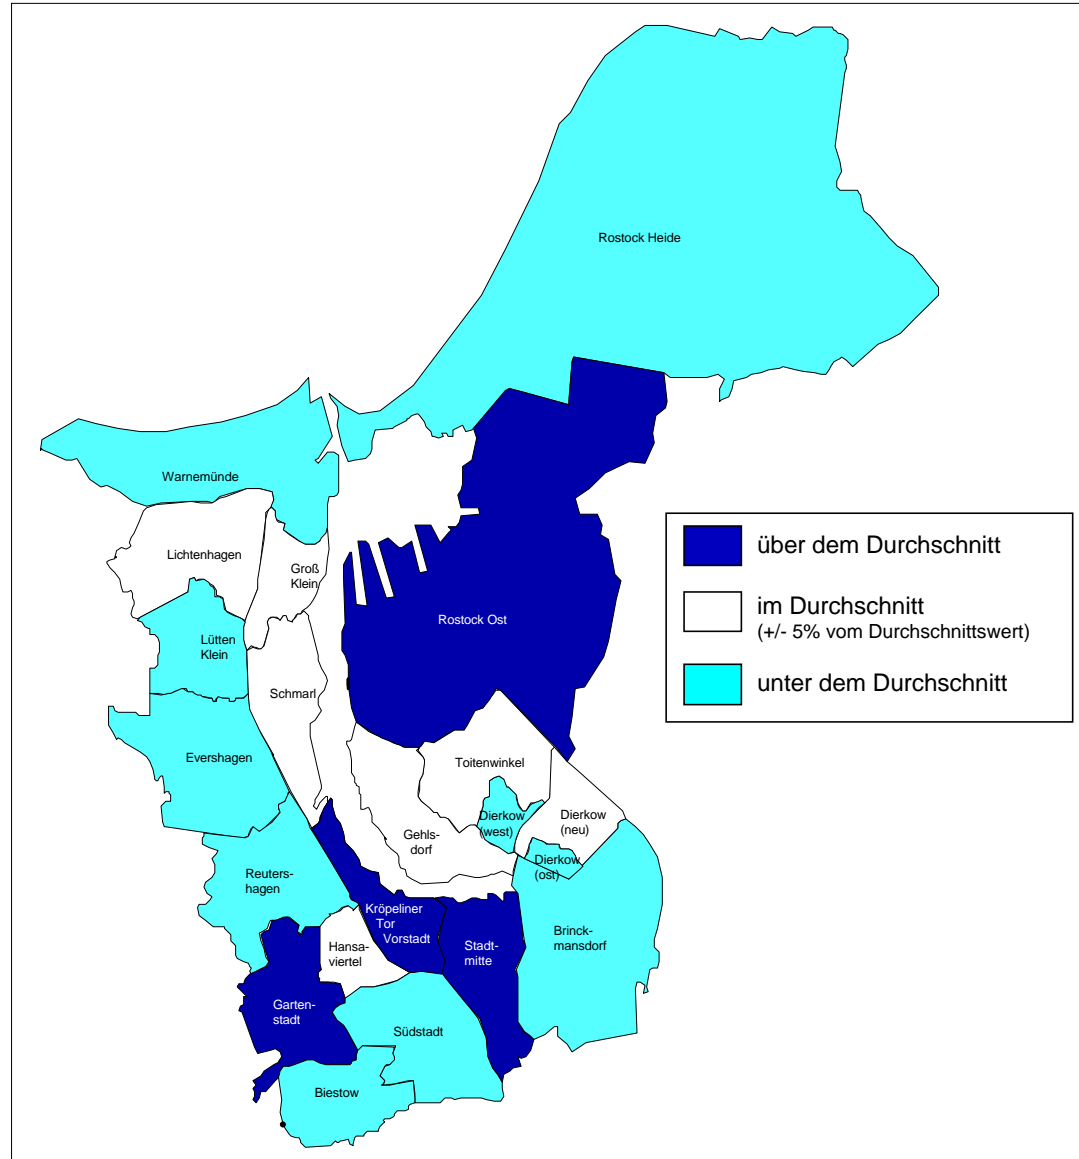 Rostock Heide
Warnemünde
Lichtenhagen
Groß
Klein
Rostock Ost
Lütten
Klein
Schmarl
Evershagen
Toitenwinkel
Dierkow
(west)
Dierkow
(neu)
Gehls-
dorf
Dierkow
(ost)
Reuters-
hagen
Kröpeliner
Tor
Vorstadt
Hansa-
viertel
Stadt-
mitte
Brinck-
mansdorf
Garten-
stadt
Südstadt
Biestow
über dem Durchschnitt
im Durchschnitt
(+/- 5% vom Durchschnittswert)
unter dem Durchschnitt